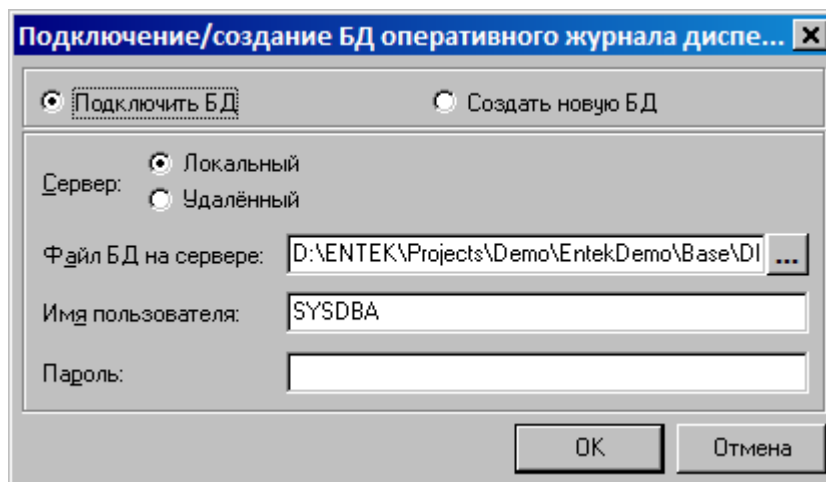 Подключение/создание БД оперативного журнала диспе...
Подключить БД Создать новую БД
Сервер: Локальный
Удалённый
Файл БД на сервере: D:\ENTEK\Projects\Demo\EntekDemo\Base\DI ...
Имя пользователя: SYSDBA
Пароль:
OK Отмена